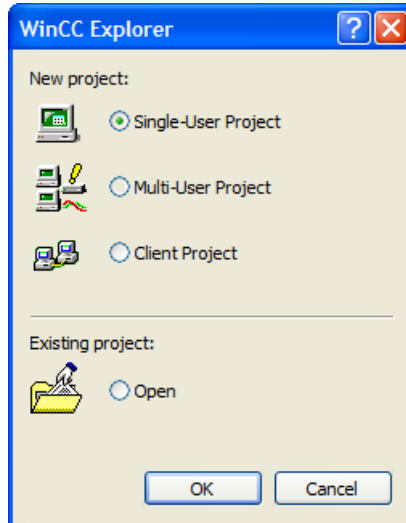 WinCC Explorer
New project:
Single-User Project
Multi-User Project
Client Project
Existing project:
Open
OK Cancel